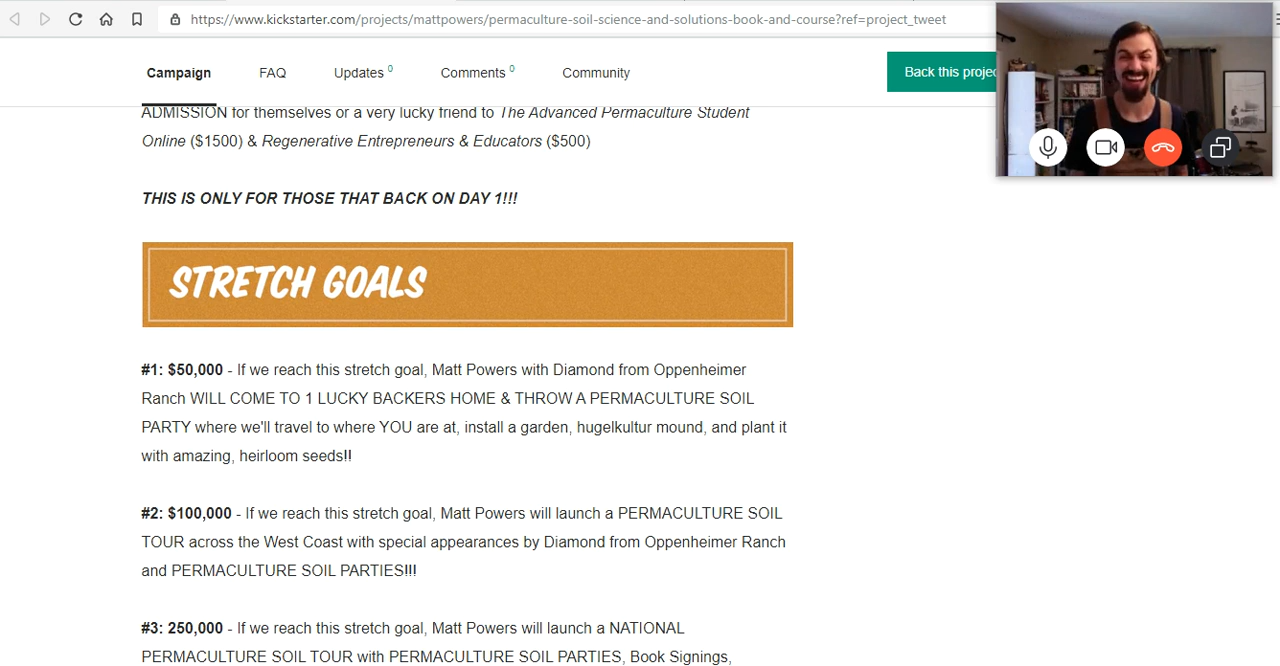 https://www.kickstarter.com/projects/mattpowers/permaculture-soil-science-and-solutions-book-and-course?ref=project_tweet
Campaign FAQ Updates 0 Comments 0 Community Back this projec
ADMISSION for themselves or a very lucky friend to The Advanced Permaculture Student
Online ($1500) & Regenerative Entrepreneurs & Educators ($500)
THIS IS ONLY FOR THOSE THAT BACK ON DAY 1!!!
STRETCH GOALS
#1: $50,000 - If we reach this stretch goal, Matt Powers with Diamond from Oppenheimer
Ranch WILL COME TO 1 LUCKY BACKERS HOME & THROW A PERMACULTURE SOIL
PARTY where we'll travel to where YOU are at, install a garden, hugelkultur mound, and plant it
with amazing, heirloom seeds!!
#2: $100,000 - If we reach this stretch goal, Matt Powers will launch a PERMACULTURE SOIL
TOUR across the West Coast with special appearances by Diamond from Oppenheimer Ranch
and PERMACULTURE SOIL PARTIES!!!
#3: 250,000 - If we reach this stretch goal, Matt Powers will launch a NATIONAL
PERMACULTURE SOIL TOUR with PERMACULTURE SOIL PARTIES, Book Signings,